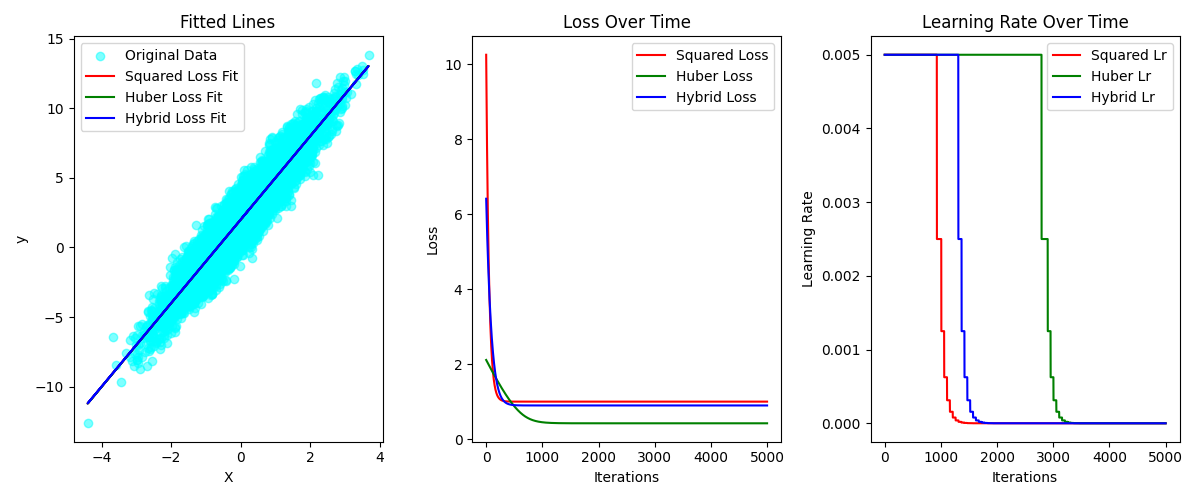 Fitted Lines
15
10
5
0
−5
−10
y
−4
−2
0
2
4
X
Original Data
Squared Loss Fit
Huber Loss Fit
Hybrid Loss Fit
Loss Over Time
10
8
6
4
2
0
Loss
0
1000
2000
3000
4000
5000
Iterations
Squared Loss
Huber Loss
Hybrid Loss
Learning Rate Over Time
0.005
0.004
0.003
0.002
0.001
0.000
Learning Rate
0
1000
2000
3000
4000
5000
Iterations
Squared Lr
Huber Lr
Hybrid Lr